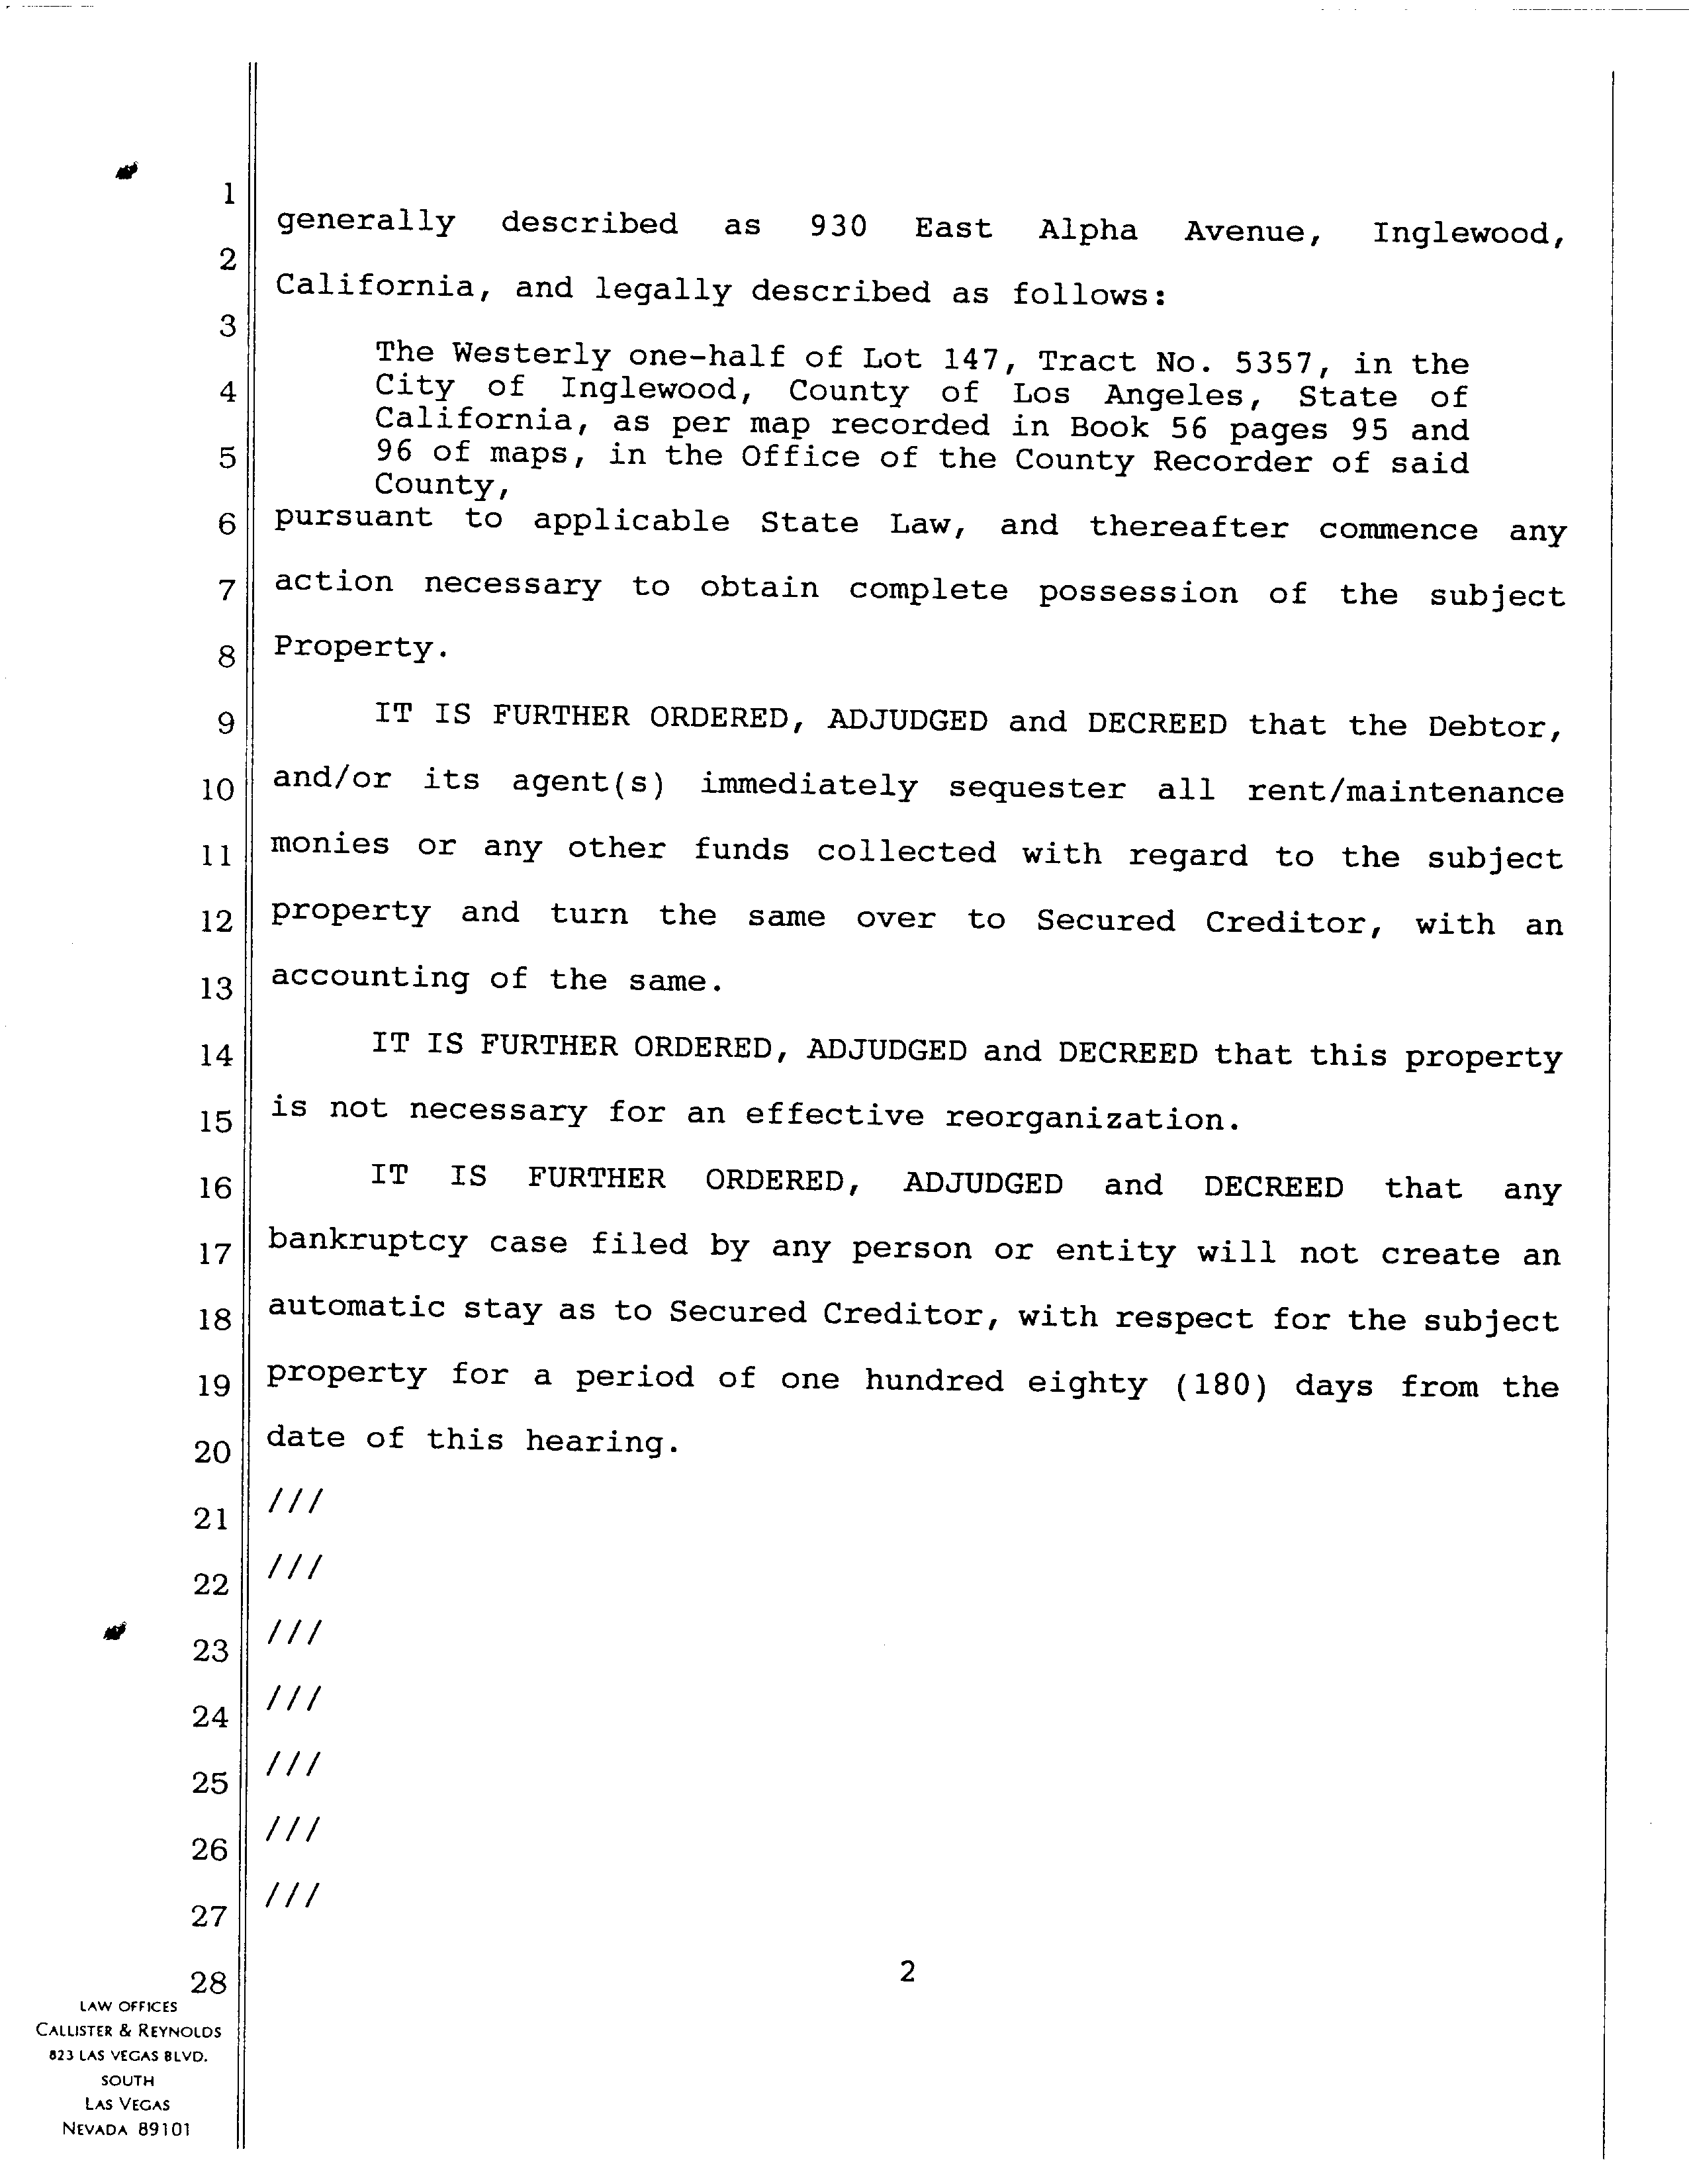 1
generally described as 930 East Alpha Avenue, Inglewood,
2
California, and legally described as follows:
3
The Westerly one-half of Lot 147, Tract No. 5357, in the
4 City of Inglewood, County of Los Angeles, State of
California, as per map recorded in Book 56 pages 95 and
5 96 of maps, in the Office of the County Recorder of said
County,
6 pursuant to applicable State Law, and thereafter commence any
7 action necessary to obtain complete possession of the subject
8 Property.
9 IT IS FURTHER ORDERED, ADJUDGED and DECREED that the Debtor,
10 and/or its agent(s) immediately sequester all rent/maintenance
11 monies or any other funds collected with regard to the subject
12 property and turn the same over to Secured Creditor, with an
13 accounting of the same.
14 IT IS FURTHER ORDERED, ADJUDGED and DECREED that this property
15 is not necessary for an effective reorganization.
16 IT IS FURTHER ORDERED, ADJUDGED and DECREED that any
17 bankruptcy case filed by any person or entity will not create an
18 automatic stay as to Secured Creditor, with respect for the subject
19 property for a period of one hundred eighty (180) days from the
20 date of this hearing.
21 ///
22 ///
23 ///
24 ///
25 ///
26 ///
27 ///
28
2
LAW OFFICES
CALLISTER & REYNOLDS
823 LAS VEGAS BLVD.
SOUTH
LAS VEGAS
NEVADA 89101